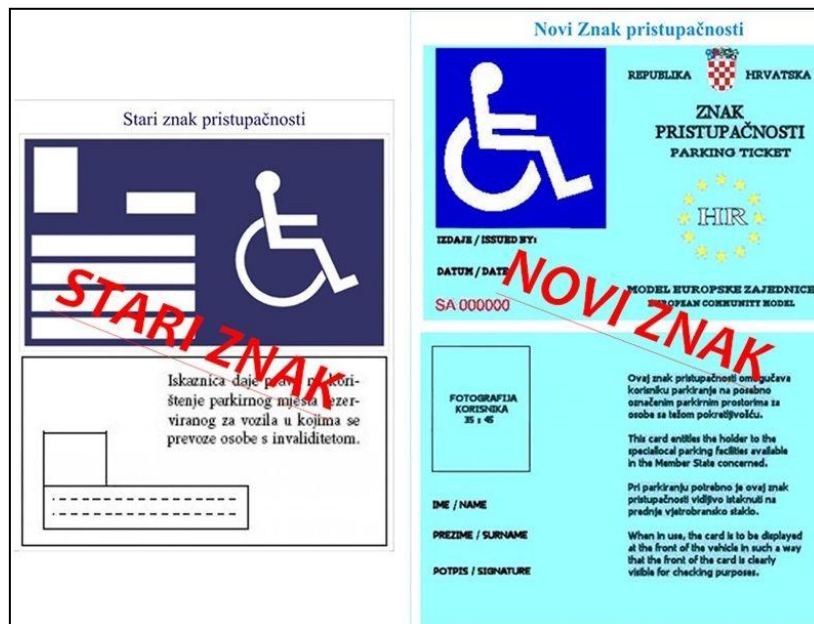 Stari znak pristupačnosti
STARI ZNAK
Iskaznica daje pravo na kori-
štenje parkirnog mjesta rezer-
viranog za vozila u kojima se
prevoze osobe s invaliditetom.
Novi Znak pristupačnosti
REPUBLIKA HRVATSKA
ZNAK
PRISTUPAČNOSTI
PARKING TICKET
HR
IZDAJE / ISSUED BY:
DATUM / DATE
SA 000000
MODEL EUROPSKE ZAJEDNICE
EUROPEAN COMMUNITY MODEL
NOVI ZNAK
FOTOGRAFIJA
KORISNIKA
35 x 45
IME / NAME
PREZIME / SURNAME
POTPIS / SIGNATURE
Ovaj znak pristupačnosti omogučava
korisniku parkiranje na posebno
označenim parkirnim prostorima za
osobe sa težom pokretljivošću.
This card entitles the holder to the
speciallocal parking facilities available
in the Member State concerned.
Pri parkiranju potrebno je ovaj znak
pristupačnosti vidljivo istaknuti na
prednje vjetrobransko staklo.
When in use, the card is to be displayed
at the front of the vehicle in such a way
that the front of the card is clearly
visible for checking purposes.